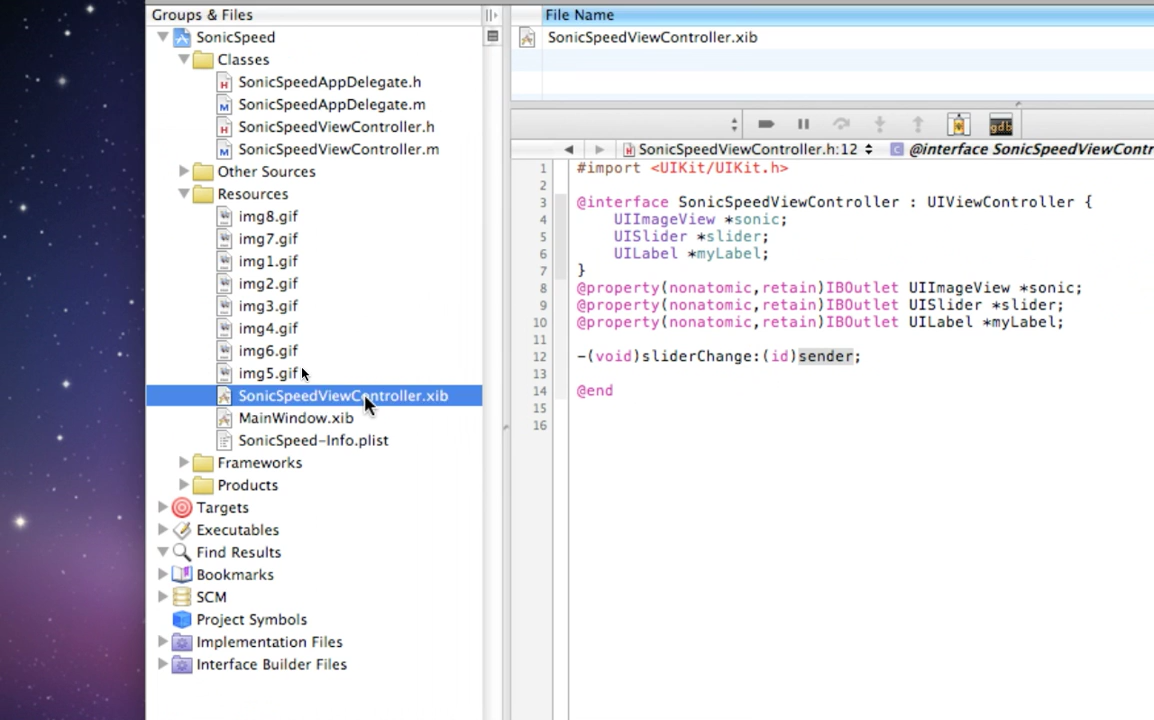 Groups & Files
SonicSpeed
Classes
SonicSpeedAppDelegate.h
SonicSpeedAppDelegate.m
SonicSpeedViewController.h
SonicSpeedViewController.m
Other Sources
Resources
img8.gif
img7.gif
img1.gif
img2.gif
img3.gif
img4.gif
img6.gif
img5.gif
SonicSpeedViewController.xib
MainWindow.xib
SonicSpeed-Info.plist
Frameworks
Products
Targets
Executables
Find Results
Bookmarks
SCM
Project Symbols
Implementation Files
Interface Builder Files
File Name
SonicSpeedViewController.xib
gdb
SonicSpeedViewController.h:12 C @interface SonicSpeedViewContr
1 #import <UIKit/UIKit.h>
2
3 @interface SonicSpeedViewController : UIViewController {
4 UIImageView *sonic;
5 UISlider *slider;
6 UILabel *myLabel;
7 }
8 @property(nonatomic,retain)IBOutlet UIImageView *sonic;
9 @property(nonatomic,retain)IBOutlet UISlider *slider;
10 @property(nonatomic,retain)IBOutlet UILabel *myLabel;
11
12 -(void)sliderChange:(id)sender;
13
14 @end
15
16